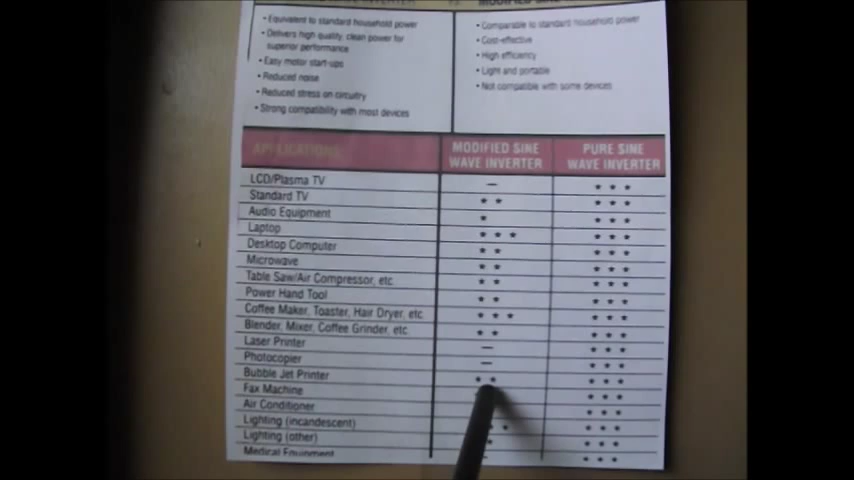 • Equivalent to standard household power
• Delivers high quality, clean power for
superior performance
• Easy motor start-ups
• Reduced noise
• Reduced stress on circuitry
• Strong compatibility with most devices
• Comparable to standard household power
• Cost-effective
• High efficiency
• Light and portable
• Not compatible with some devices
APPLICATIONS MODIFIED SINE WAVE INVERTER PURE SINE WAVE INVERTER
LCD/Plasma TV — ★ ★ ★
Standard TV ★ ★ ★ ★ ★
Audio Equipment ★ ★ ★ ★
Laptop ★ ★ ★ ★ ★ ★
Desktop Computer ★ ★ ★ ★ ★
Microwave ★ ★ ★ ★ ★
Table Saw/Air Compressor, etc. ★ ★ ★ ★ ★
Power Hand Tool ★ ★ ★ ★ ★
Coffee Maker, Toaster, Hair Dryer, etc ★ ★ ★ ★ ★ ★
Blender, Mixer, Coffee Grinder, etc. ★ ★ ★ ★ ★
Laser Printer — ★ ★ ★
Photocopier — ★ ★ ★
Bubble Jet Printer ★ ★ ★ ★ ★
Fax Machine ★ ★ ★
Air Conditioner ★ ★ ★
Lighting (incandescent) ★ ★ ★
Lighting (other) ★ ★ ★
Medical Equipment ★ ★ ★